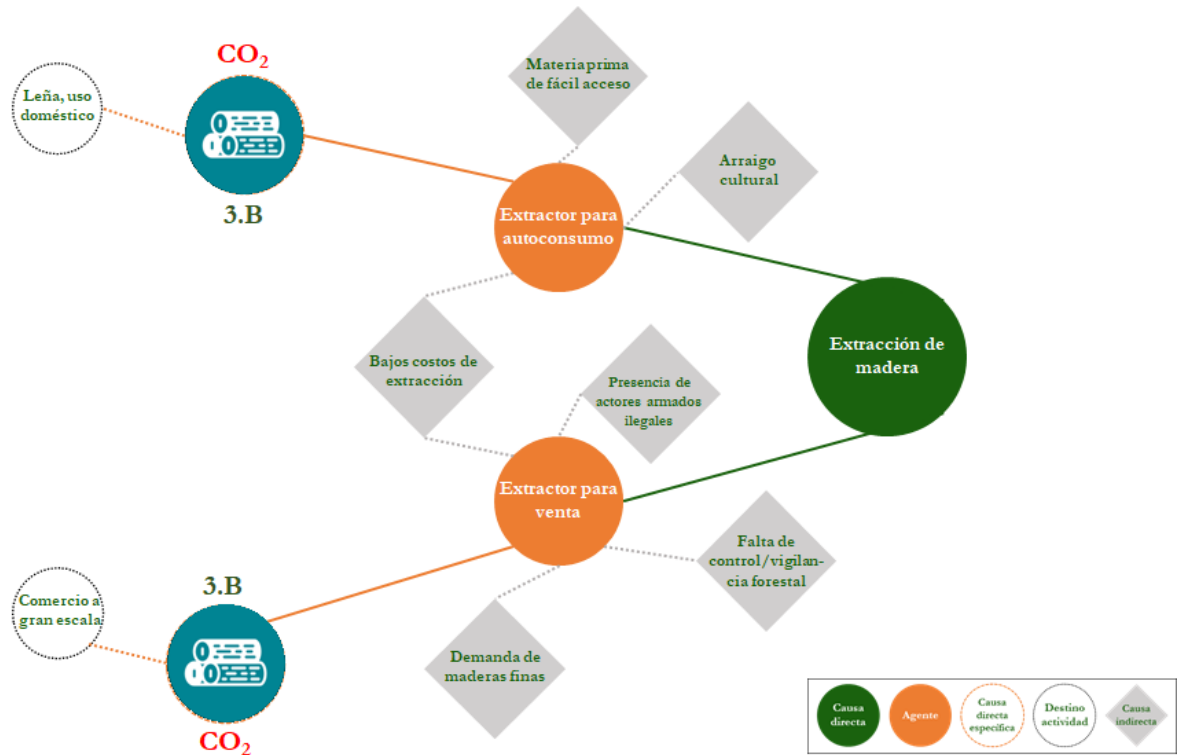 CO₂
Leña, uso
doméstico
3.B
Materia prima
de fácil acceso
Arraigo
cultural
Extractor para
autoconsumo
Extracción de
madera
Bajos costos de
extracción
Presencia de
actores armados
ilegales
Extractor para
venta
Falta de
control/vigilan-
cia forestal
3.B
Comercio a
gran escala
Demanda de
maderas finas
CO₂
Causa
directa
Agente
Causa
directa
específica
Destino
actividad
Causa
indirecta